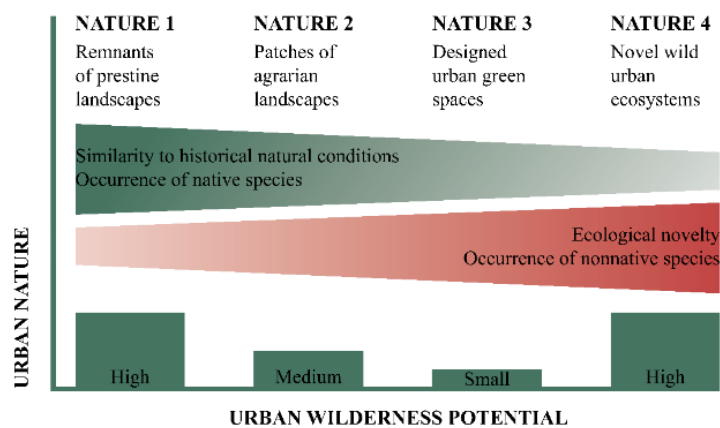 NATURE 1
Remnants
of prestine
landscapes
NATURE 2
Patches of
agrarian
landscapes
NATURE 3
Designed
urban green
spaces
NATURE 4
Novel wild
urban
ecosystems
Similarity to historical natural conditions
Occurrence of native species
Ecological novelty
Occurrence of nonnative species
URBAN NATURE
High
Medium
Small
High
URBAN WILDERNESS POTENTIAL